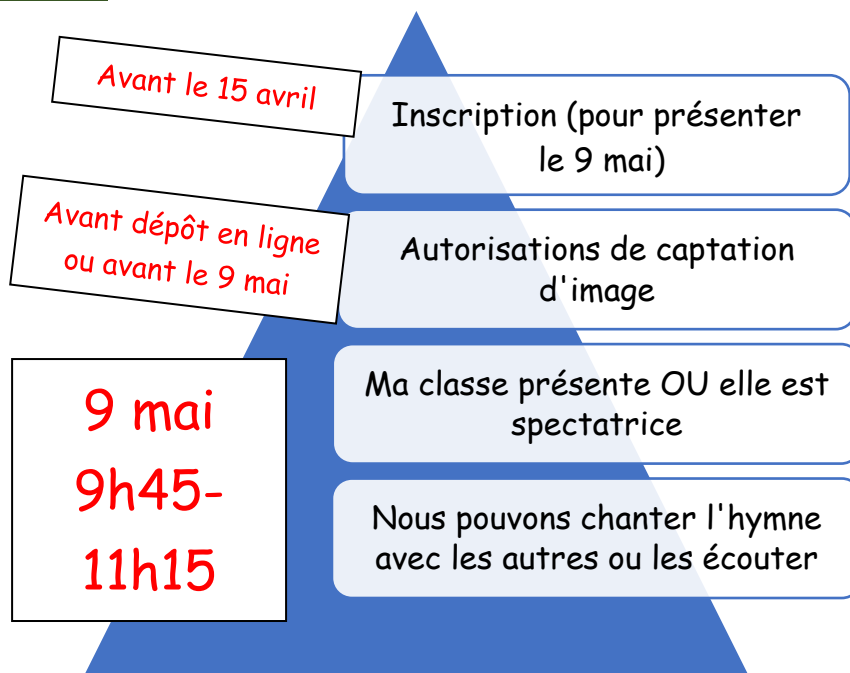 Avant le 15 avril
Inscription (pour présenter
le 9 mai)
Avant dépôt en ligne
ou avant le 9 mai
Autorisations de captation
d'image
9 mai
9h45-
11h15
Ma classe présente OU elle est
spectatrice
Nous pouvons chanter l'hymne
avec les autres ou les écouter